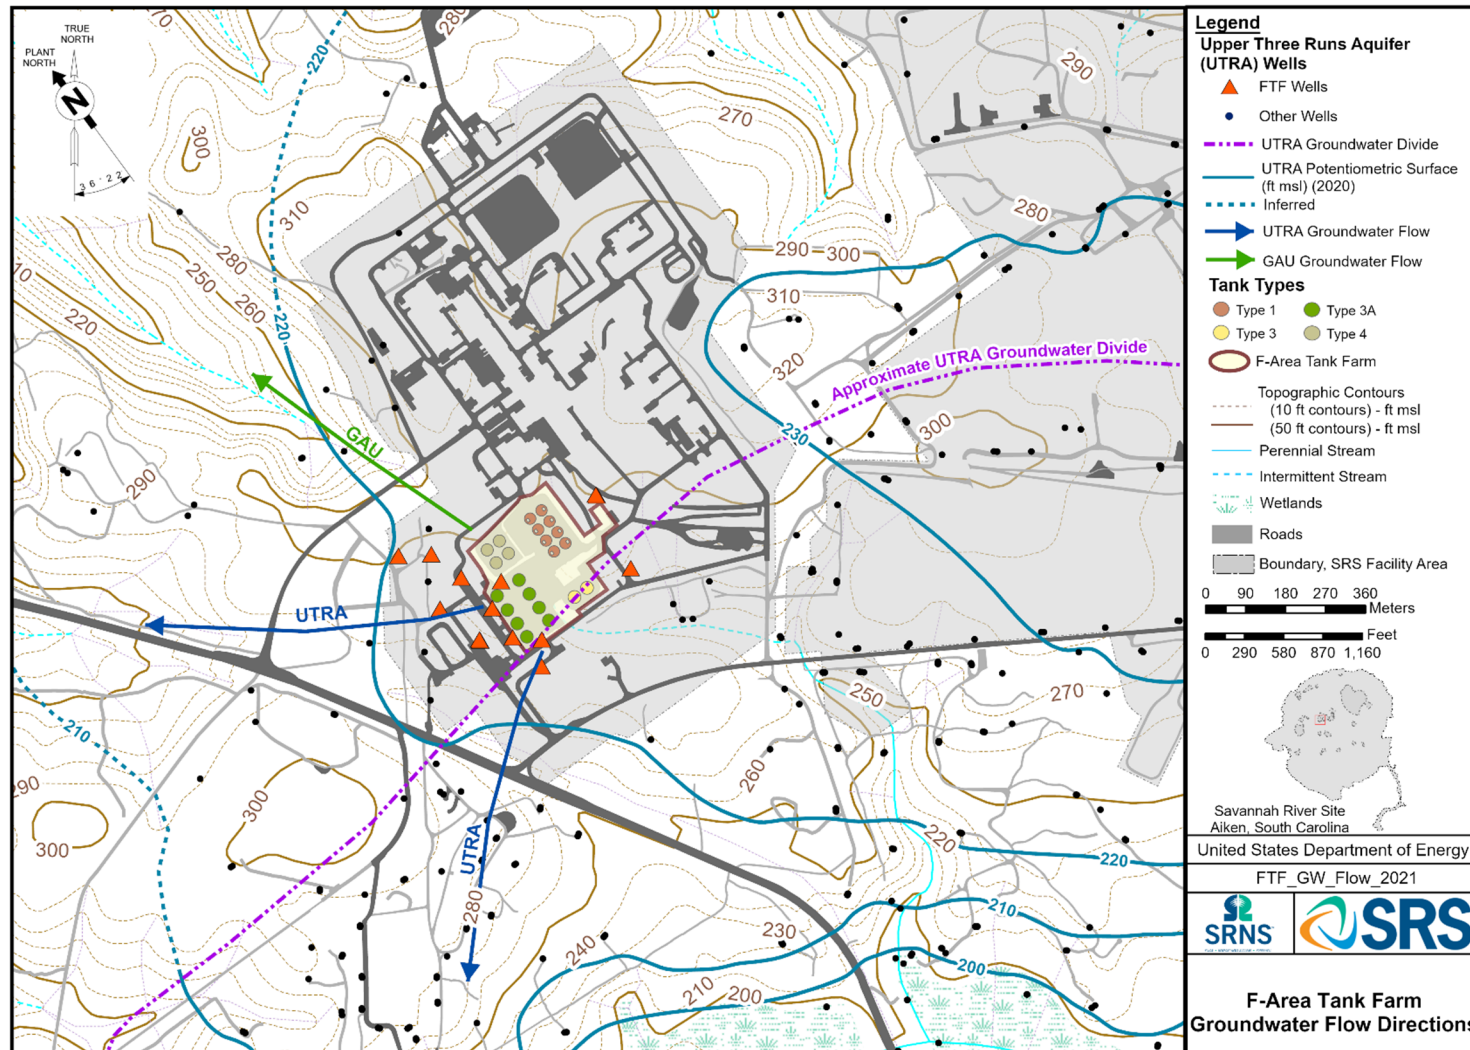 TRUE
NORTH
PLANT
NORTH
N
36°22'
280
220
300
310
280
250
260
10
220
220
290
270
290
280
290
300
310
320
Approximate UTRA Groundwater Divide
230
300
GAU
290
UTRA
250
270
210
290
300
300
260
UTRA
280
220
220
240
230
210
210
200
200
Legend
Upper Three Runs Aquifer
(UTRA) Wells
FTF Wells
Other Wells
UTRA Groundwater Divide
UTRA Potentiometric Surface
(ft msl) (2020)
Inferred
UTRA Groundwater Flow
GAU Groundwater Flow
Tank Types
Type 1
Type 3A
Type 3
Type 4
F-Area Tank Farm
Topographic Contours
(10 ft contours) - ft msl
(50 ft contours) - ft msl
Perennial Stream
Intermittent Stream
Wetlands
Roads
Boundary, SRS Facility Area
0 90 180 270 360
Meters
Feet
0 290 580 870 1,160
Savannah River Site
Aiken, South Carolina
United States Department of Energy
FTF_GW_Flow_2021
SRNS
SRS
F-Area Tank Farm
Groundwater Flow Directions